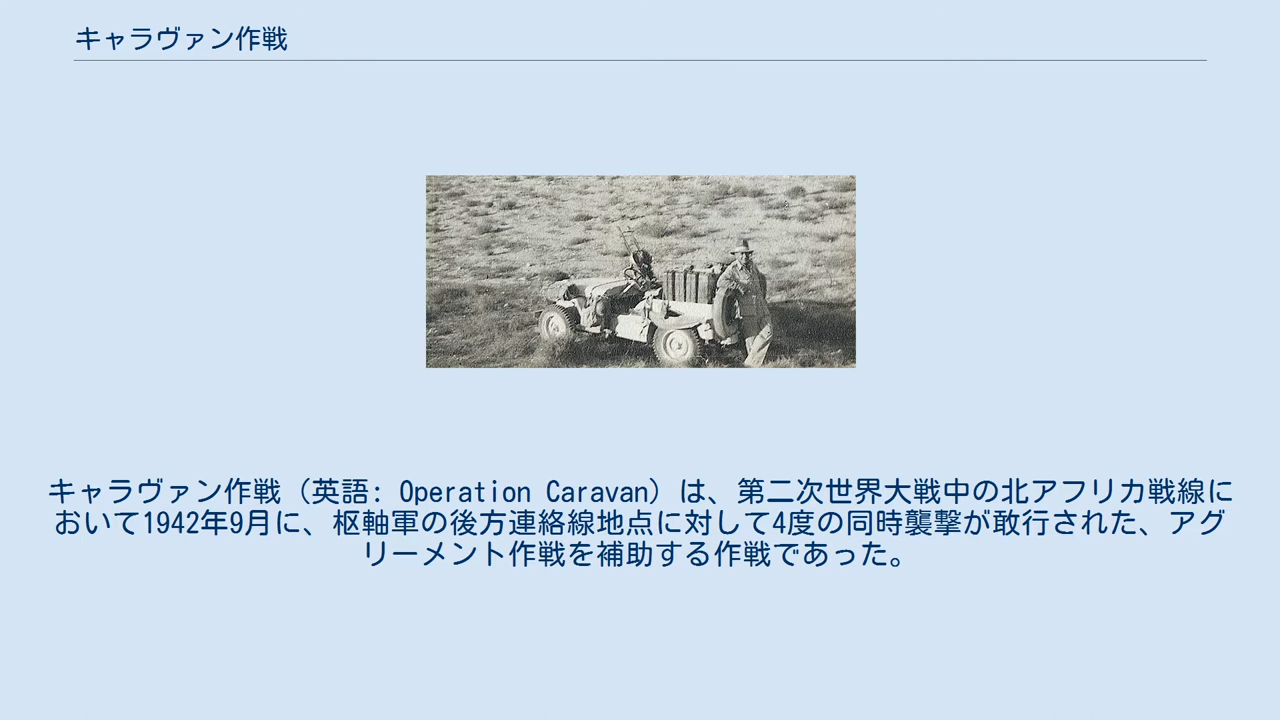 キャラヴァン作戦
キャラヴァン作戦（英語: Operation Caravan）は、第二次世界大戦中の北アフリカ戦線に
おいて1942年9月に、枢軸軍の後方連絡線地点に対して4度の同時襲撃が敢行された、アグ
リーメント作戦を補助する作戦であった。